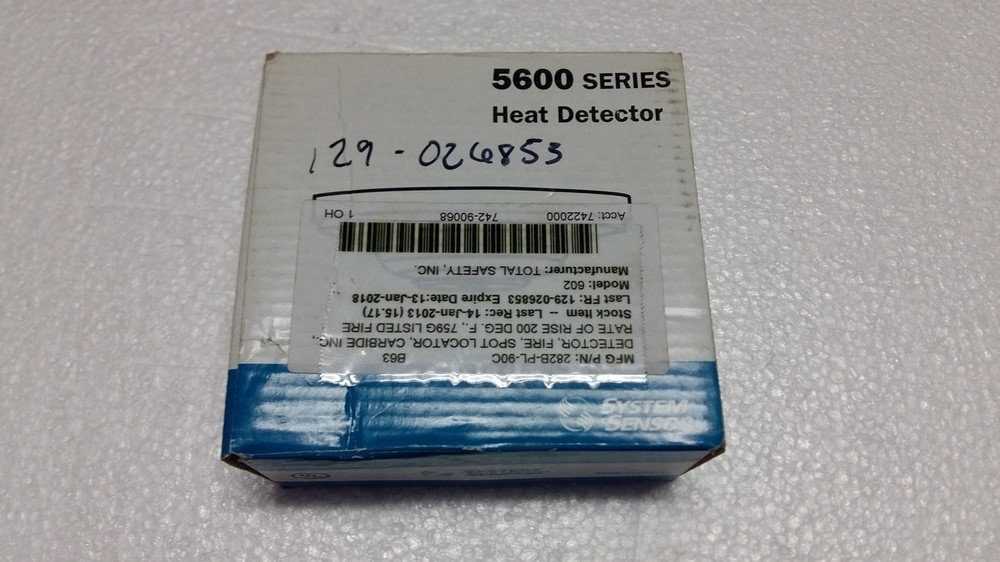 5600 SERIES
Heat Detector
129-026853
MFG P/N: 282B-PL-90C B63
DETECTOR, FIRE, SPOT LOCATOR, CARBIDE INC.,
RATE OF RISE 200 DEG. F., 759G LISTED FIRE
Stock Item -- Last Rec: 14-Jan-2013 (15.17)
Last FR: 129-026853 Expire Date:13-Jan-2018
Model: 602
Manufacturer: TOTAL SAFETY, INC.
Acct: 7422000 742-90068 1 OH
SYSTEM
SENSOR
UL